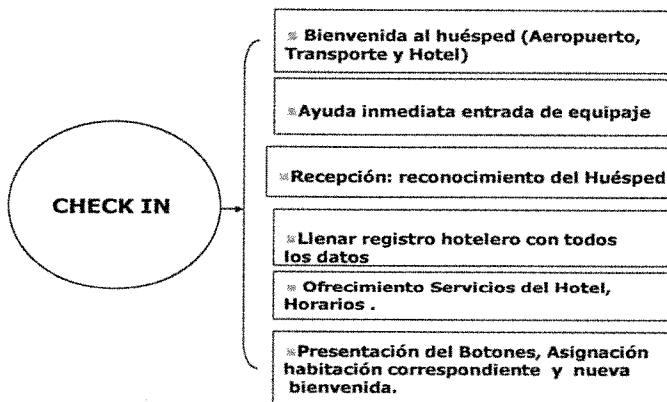 CHECK IN
Bienvenida al huésped (Aeropuerto,
Transporte y Hotel)
Ayuda inmediata entrada de equipaje
Recepción: reconocimiento del Huésped
Llenar registro hotelero con todos
los datos
Ofrecimiento Servicios del Hotel,
Horarios .
Presentación del Botones, Asignación
habitación correspondiente y nueva
bienvenida.